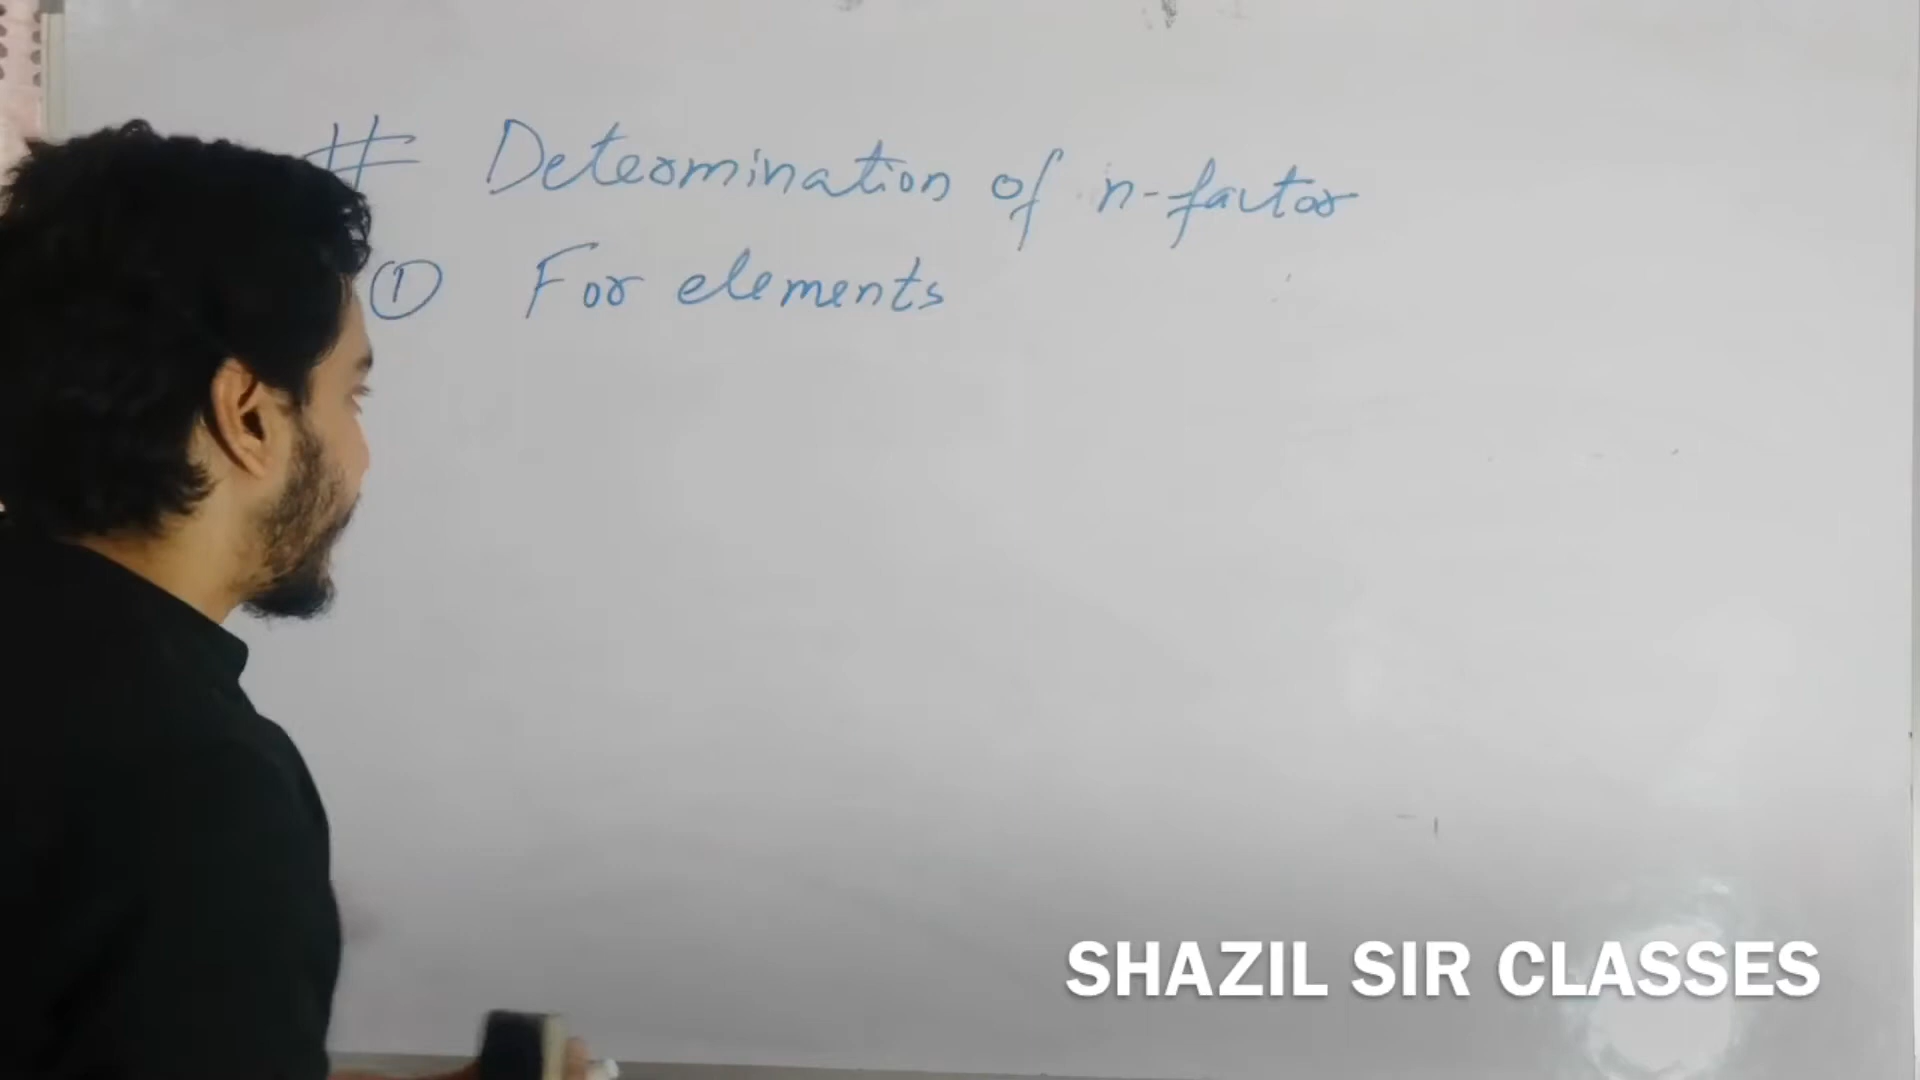 # Determination of n-factor
① For elements
SHAZIL SIR CLASSES